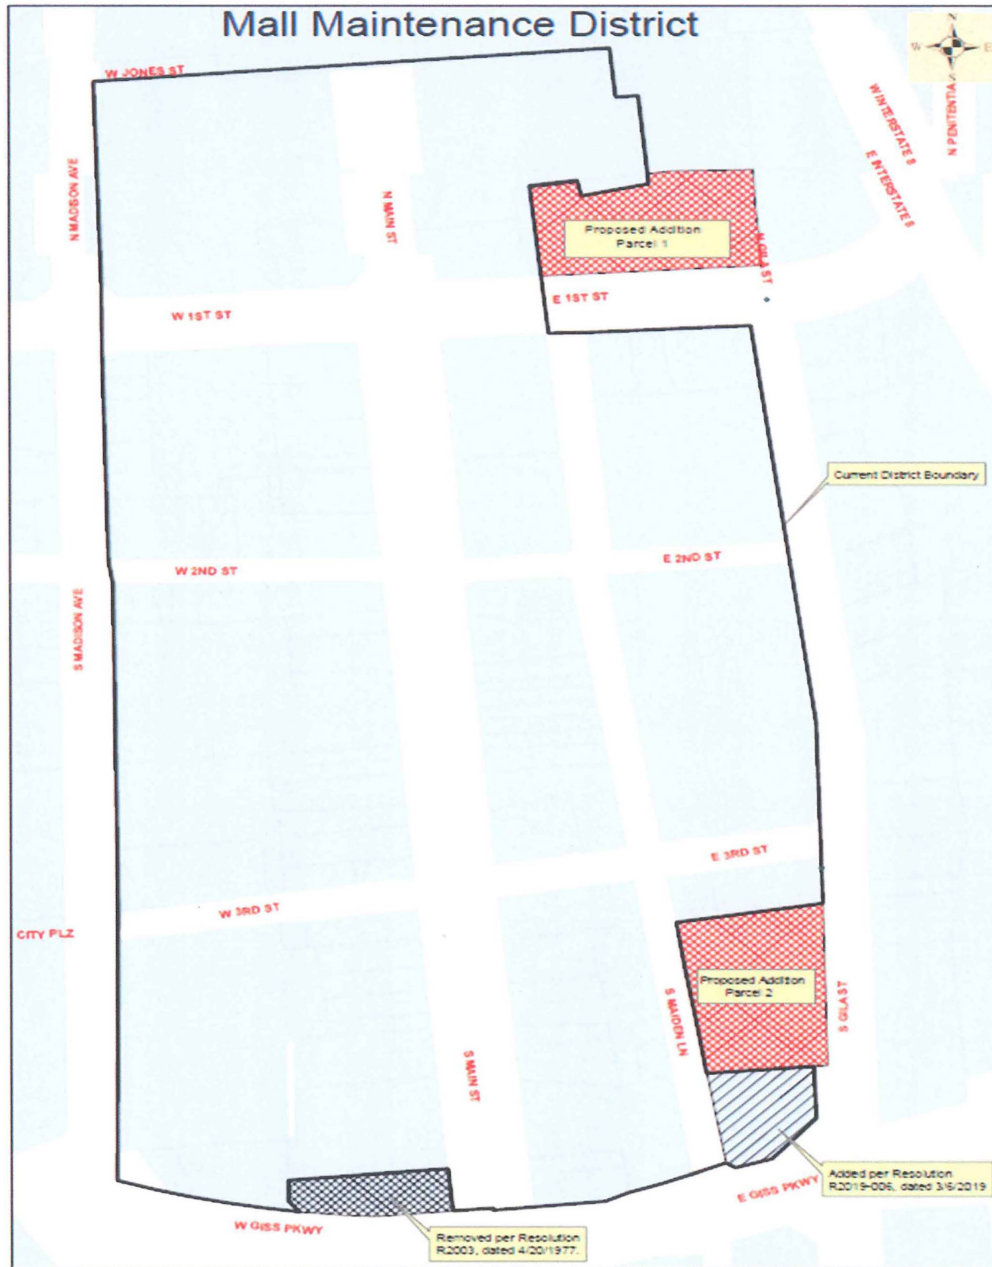 Mall Maintenance District
N
W E
W JONES ST
N MADISON AVE
N MAIN ST
W INTERSTATE 8
E INTERSTATE 8
N PENITENTIA
Proposed Addition
Parcel 1
N GILA ST
E 1ST ST
W 1ST ST
Current District Boundary
W 2ND ST
E 2ND ST
S MADISON AVE
E 3RD ST
W 3RD ST
CITY PLZ
Proposed Addition
Parcel 2
S MAIDEN LN
S GILA ST
S MAIN ST
Added per Resolution
R2019-006, dated 3/6/2019
E GISS PKWY
W GISS PKWY
Removed per Resolution
R2003, dated 4/20/1977.